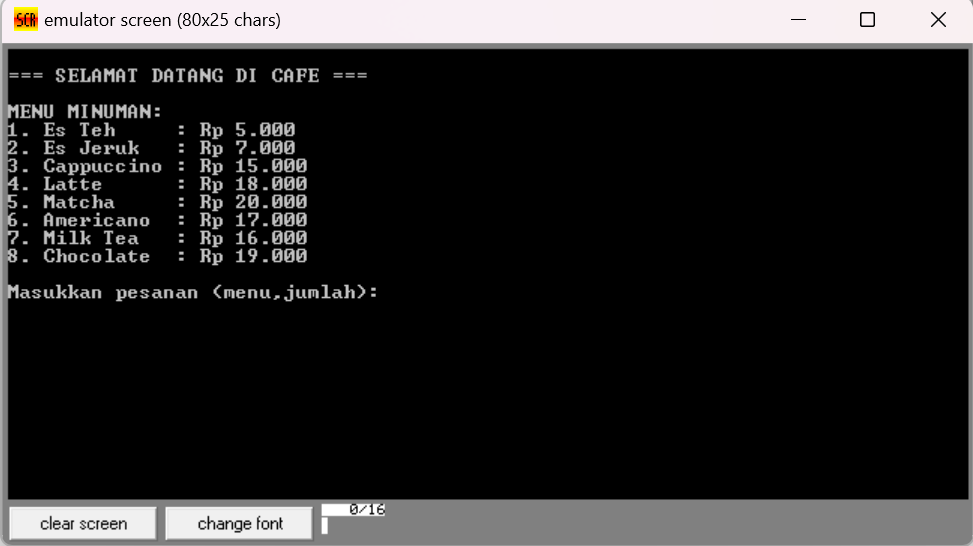 SCR emulator screen (80x25 chars)
=== SELAMAT DATANG DI CAFE ===
MENU MINUMAN:
1. Es Teh     : Rp 5.000
2. Es Jeruk   : Rp 7.000
3. Cappuccino : Rp 15.000
4. Latte      : Rp 18.000
5. Matcha     : Rp 20.000
6. Americano  : Rp 17.000
7. Milk Tea   : Rp 16.000
8. Chocolate  : Rp 19.000
Masukkan pesanan (menu,jumlah):
clear screen
change font
0/16